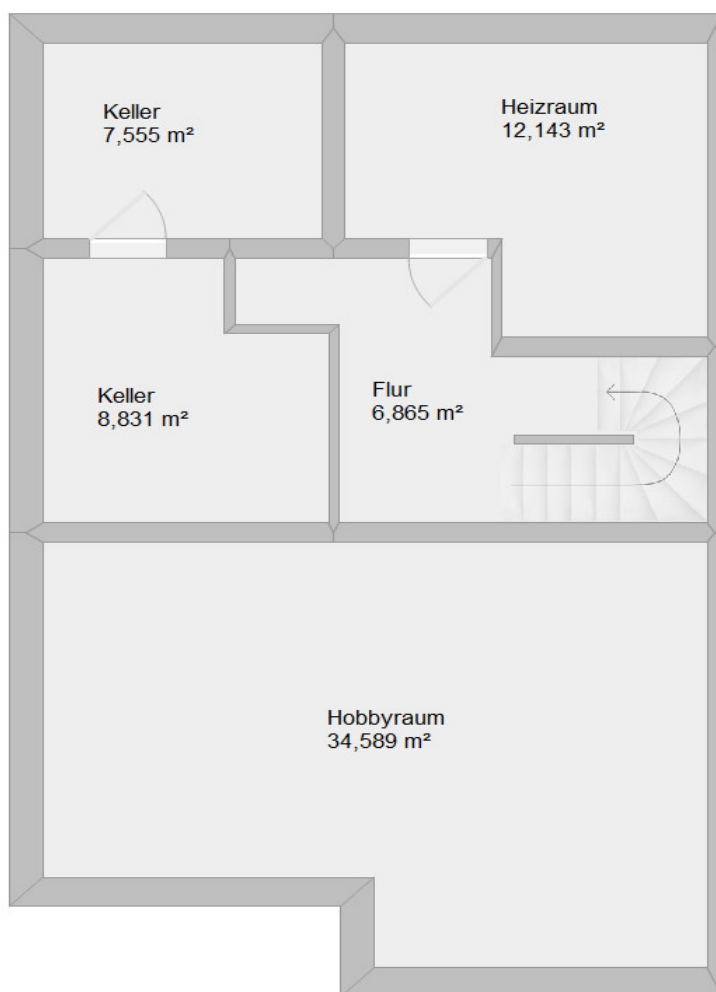 Keller
7,555 m²
Heizraum
12,143 m²
Keller
8,831 m²
Flur
6,865 m²
Hobbyraum
34,589 m²